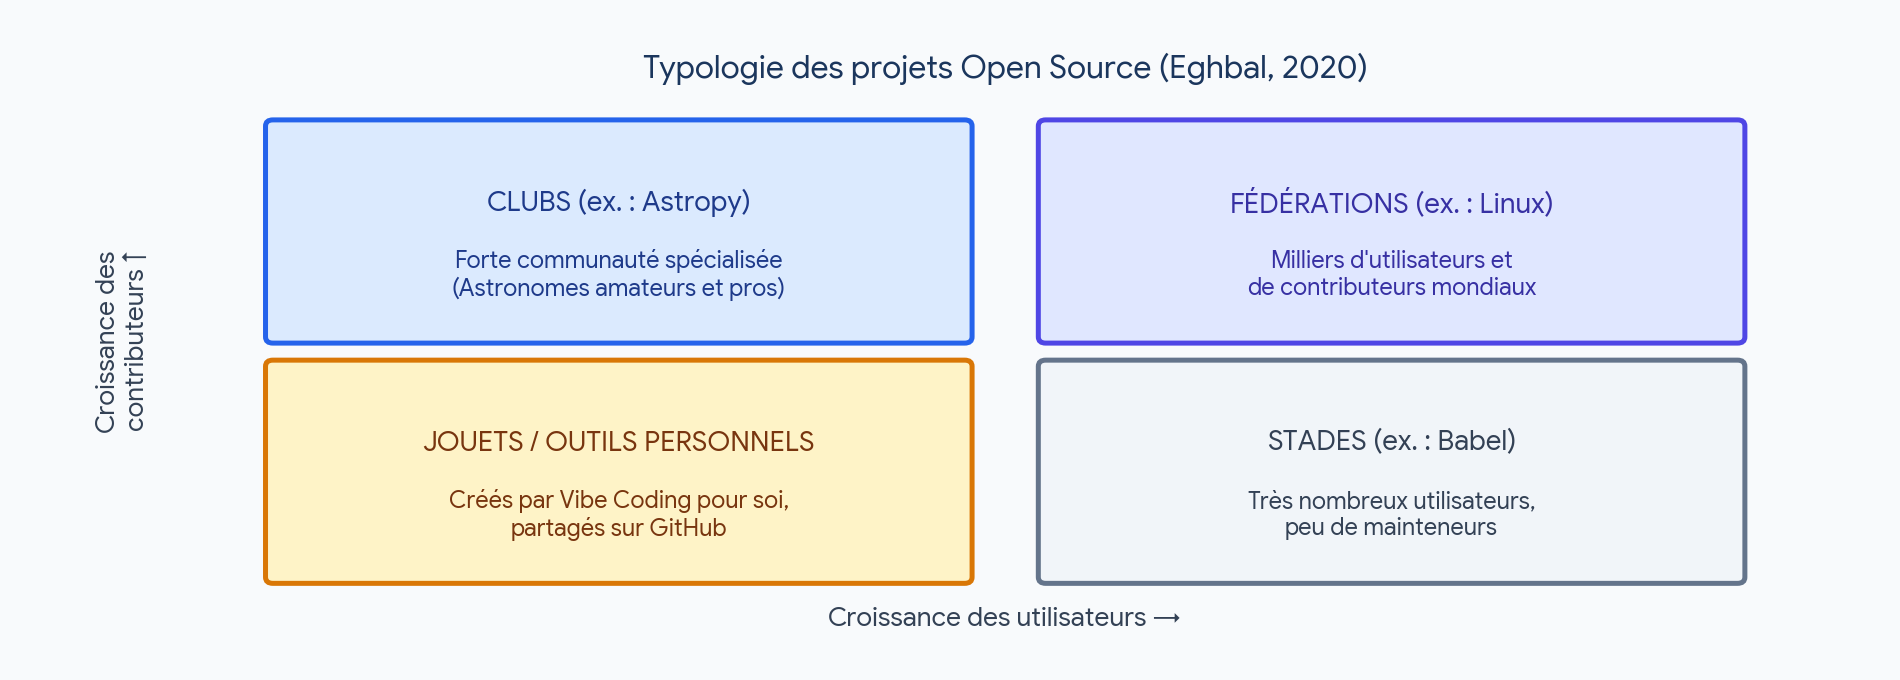 Typologie des projets Open Source (Eghbal, 2020)
CLUBS (ex. : Astropy)
Forte communauté spécialisée
(Astronomes amateurs et pros)
FÉDÉRATIONS (ex. : Linux)
Milliers d'utilisateurs et
de contributeurs mondiaux
Croissance des
contributeurs ↑
JOUETS / OUTILS PERSONNELS
Créés par Vibe Coding pour soi,
partagés sur GitHub
STADES (ex. : Babel)
Très nombreux utilisateurs,
peu de mainteneurs
Croissance des utilisateurs →